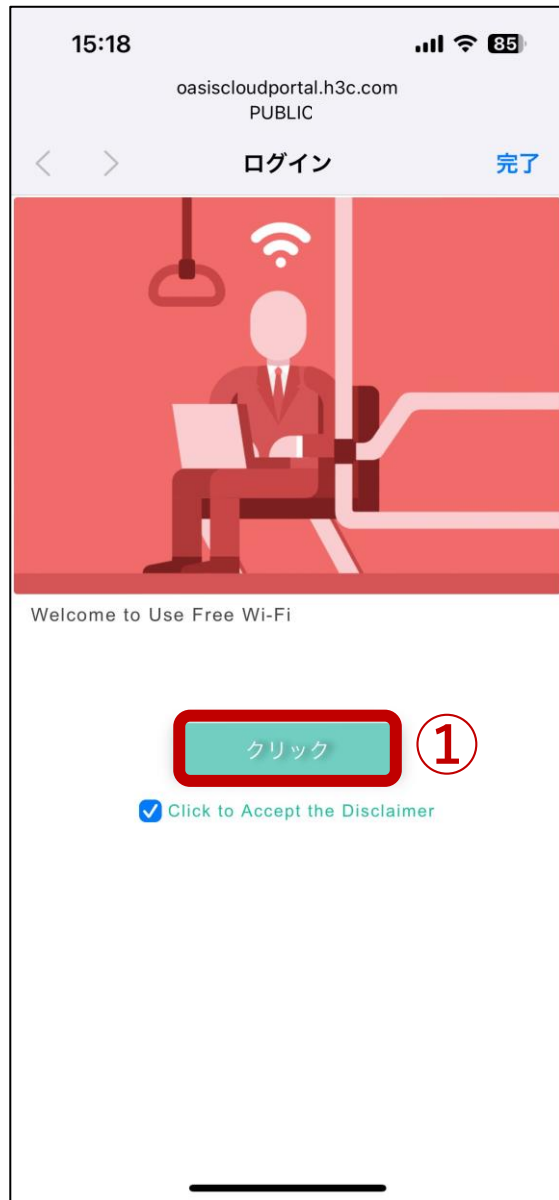 15:18 85
oasiscloudportal.h3c.com
PUBLIC
ログイン 完了
Welcome to Use Free Wi-Fi
クリック ①
Click to Accept the Disclaimer